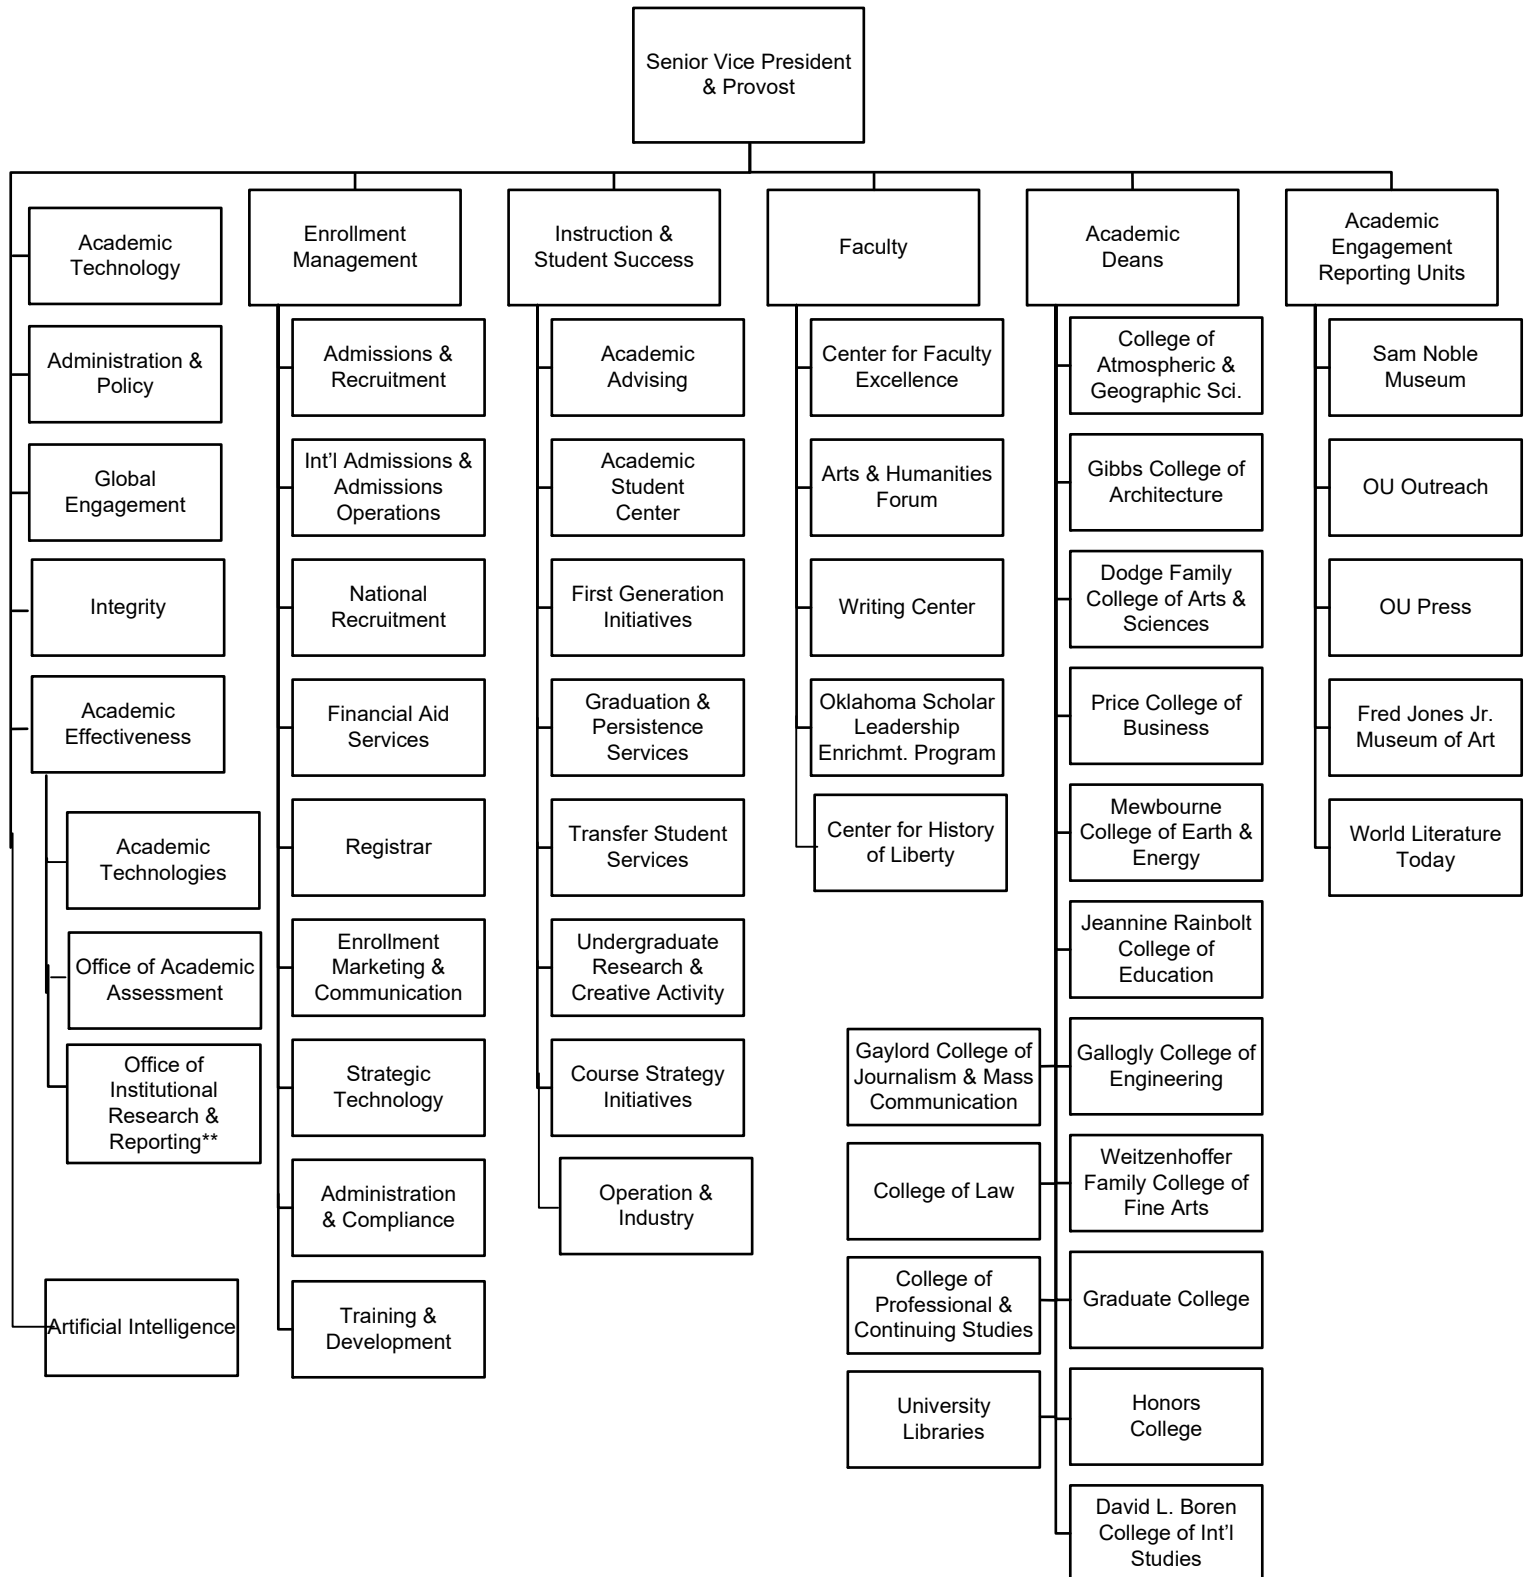 Senior Vice President
& Provost
Academic
Technology
Administration &
Policy
Global
Engagement
Integrity
Academic
Effectiveness
Academic
Technologies
Office of Academic
Assessment
Office of
Institutional
Research &
Reporting**
Artificial Intelligence
Enrollment
Management
Admissions &
Recruitment
Int’l Admissions &
Admissions
Operations
National
Recruitment
Financial Aid
Services
Registrar
Enrollment
Marketing &
Communication
Strategic
Technology
Administration
& Compliance
Training &
Development
Instruction &
Student Success
Academic
Advising
Academic
Student
Center
First Generation
Initiatives
Graduation &
Persistence
Services
Transfer Student
Services
Undergraduate
Research &
Creative Activity
Course Strategy
Initiatives
Operation &
Industry
Faculty
Center for Faculty
Excellence
Arts & Humanities
Forum
Writing Center
Oklahoma Scholar
Leadership
Enrichmt. Program
Center for History
of Liberty
Academic
Deans
College of
Atmospheric &
Geographic Sci.
Gibbs College of
Architecture
Dodge Family
College of Arts &
Sciences
Price College of
Business
Mewbourne
College of Earth &
Energy
Jeannine Rainbolt
College of
Education
Gaylord College of
Journalism & Mass
Communication
Gallogly College of
Engineering
College of Law
Weitzenhoffer
Family College of
Fine Arts
College of
Professional &
Continuing Studies
Graduate College
University
Libraries
Honors
College
David L. Boren
College of Int’l
Studies
Academic
Engagement
Reporting Units
Sam Noble
Museum
OU Outreach
OU Press
Fred Jones Jr.
Museum of Art
World Literature
Today